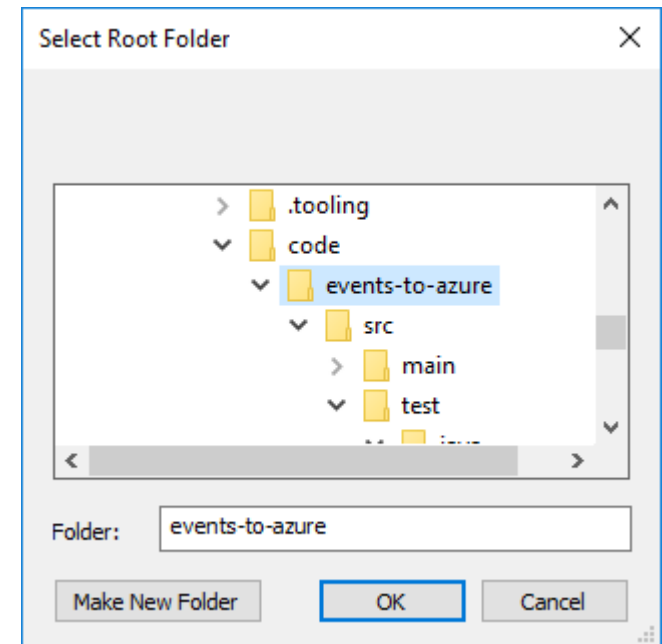 Select Root Folder
.tooling
code
events-to-azure
src
main
test
Folder:
events-to-azure
Make New Folder
OK
Cancel